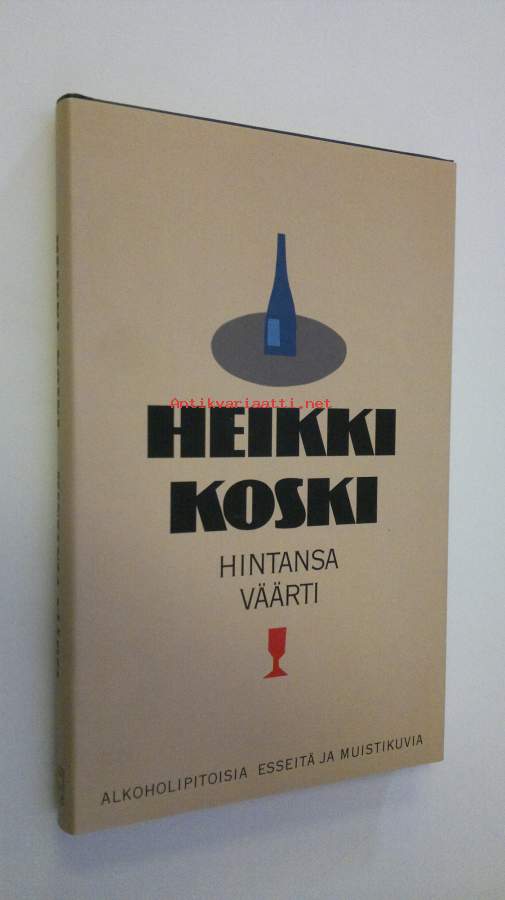 Antikvariaatti.net
HEIKKI
KOSKI
HINTANSA
VÄÄRTI
ALKOHOLIPITOISIA ESSEITÄ JA MUISTIKUVIA